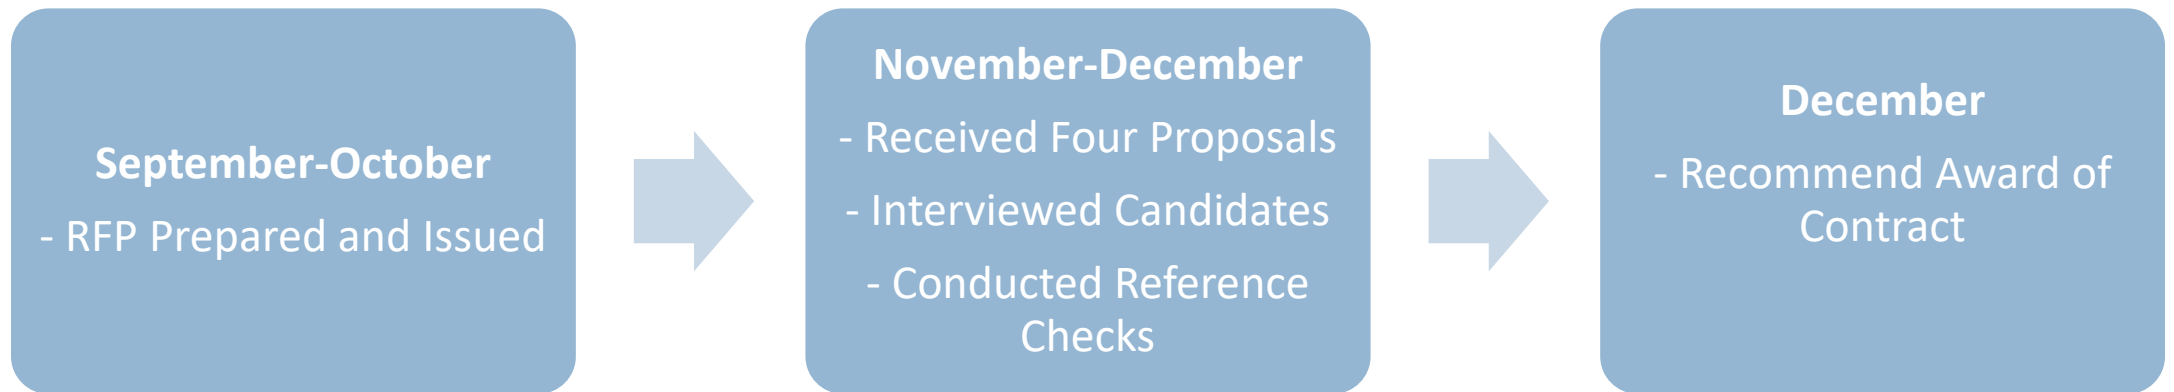 September-October
- RFP Prepared and Issued
November-December
- Received Four Proposals
- Interviewed Candidates
- Conducted Reference
Checks
December
- Recommend Award of
Contract